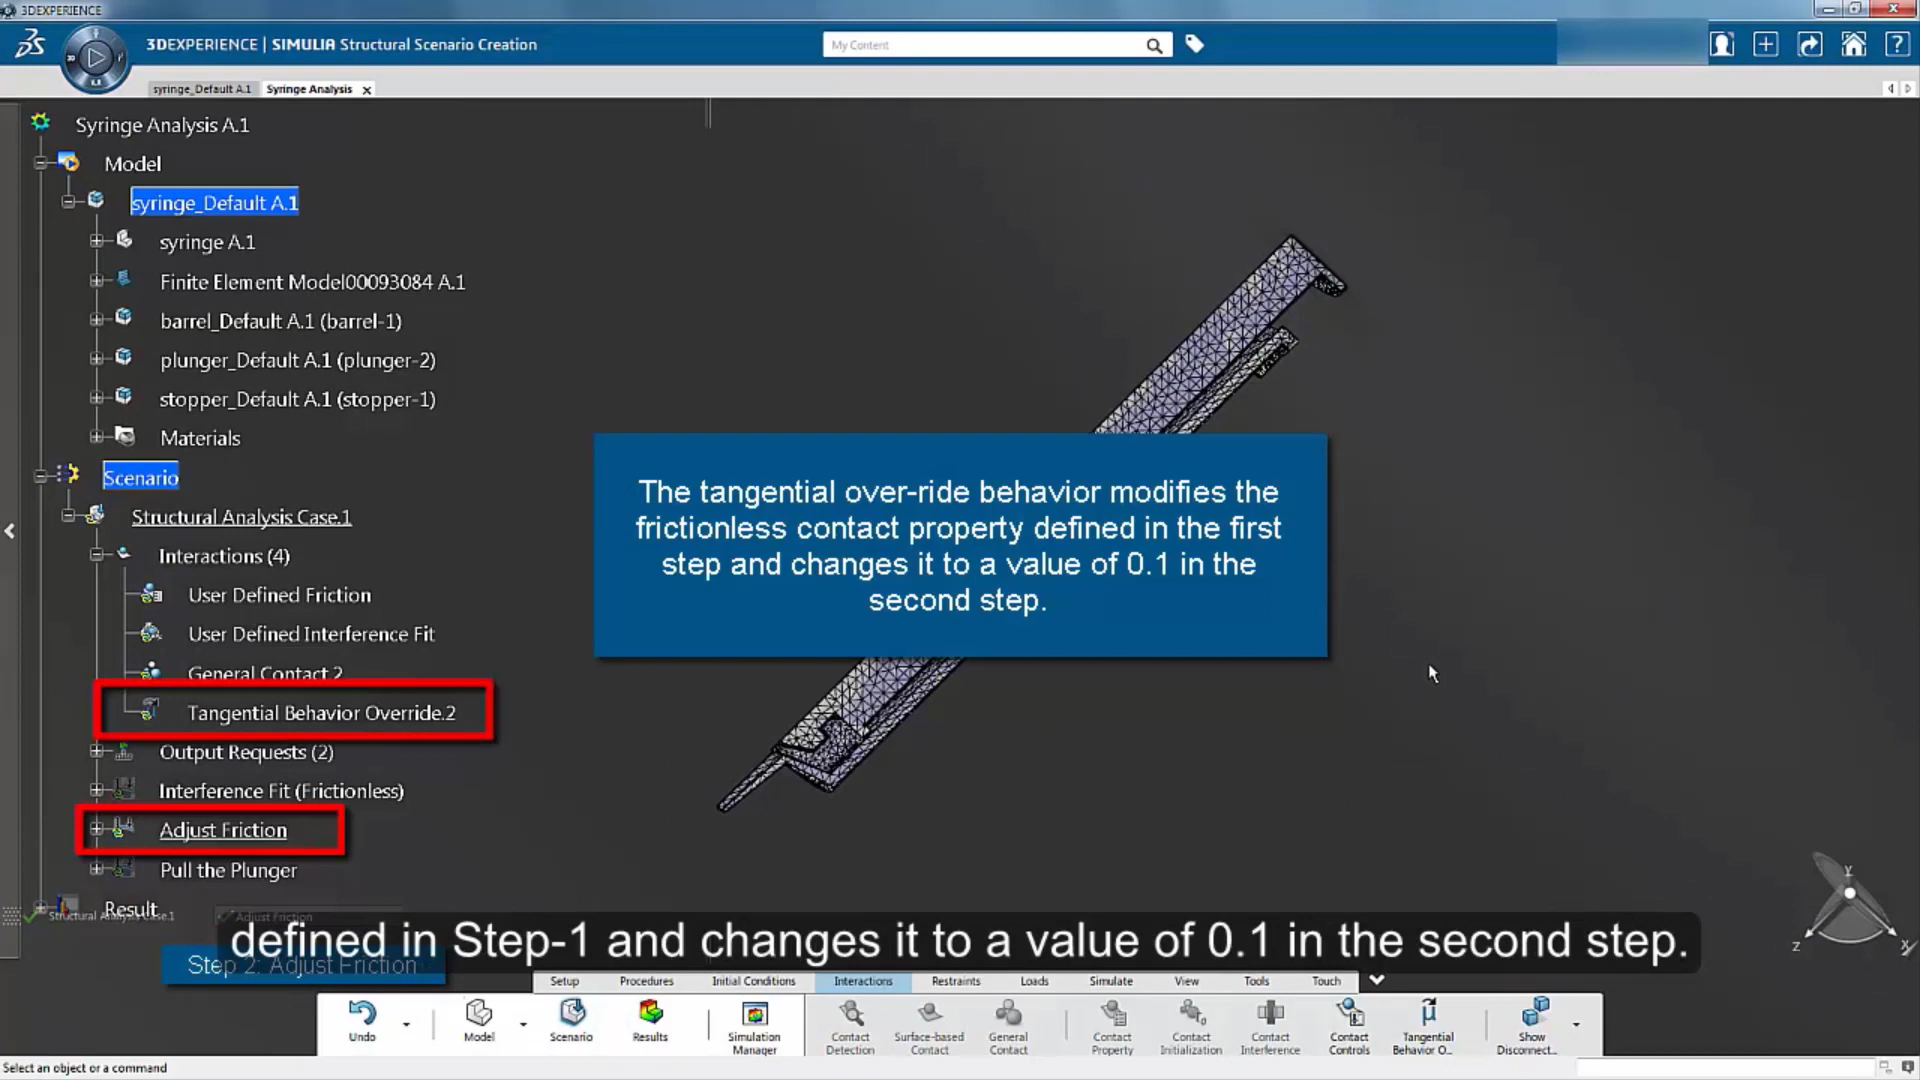 3DEXPERIENCE
3DEXPERIENCE | SIMULIA Structural Scenario Creation
My Content
syringe_Default A.1
Syringe Analysis
Syringe Analysis A.1
Model
syringe_Default A.1
syringe A.1
Finite Element Model00093084 A.1
barrel_Default A.1 (barrel-1)
plunger_Default A.1 (plunger-2)
stopper_Default A.1 (stopper-1)
Materials
Scenario
Structural Analysis Case.1
Interactions (4)
User Defined Friction
User Defined Interference Fit
General Contact.2
Tangential Behavior Override.2
Output Requests (2)
Interference Fit (Frictionless)
Adjust Friction
Pull the Plunger
Result
The tangential over-ride behavior modifies the
frictionless contact property defined in the first
step and changes it to a value of 0.1 in the
second step.
Structural Analysis Case.1
Adjust Friction
defined in Step-1 and changes it to a value of 0.1 in the second step.
Step 2: Adjust Friction
Setup Procedures Initial Conditions Interactions Restraints Loads Simulate View Tools Touch
Undo
Model
Scenario
Results
Simulation
Manager
Contact
Detection
Surface-based
Contact
General
Contact
Contact
Property
Contact
Initialization
Contact
Interference
Contact
Controls
Tangential
Behavior O...
Show
Disconnect...
Select an object or a command
y
z
x